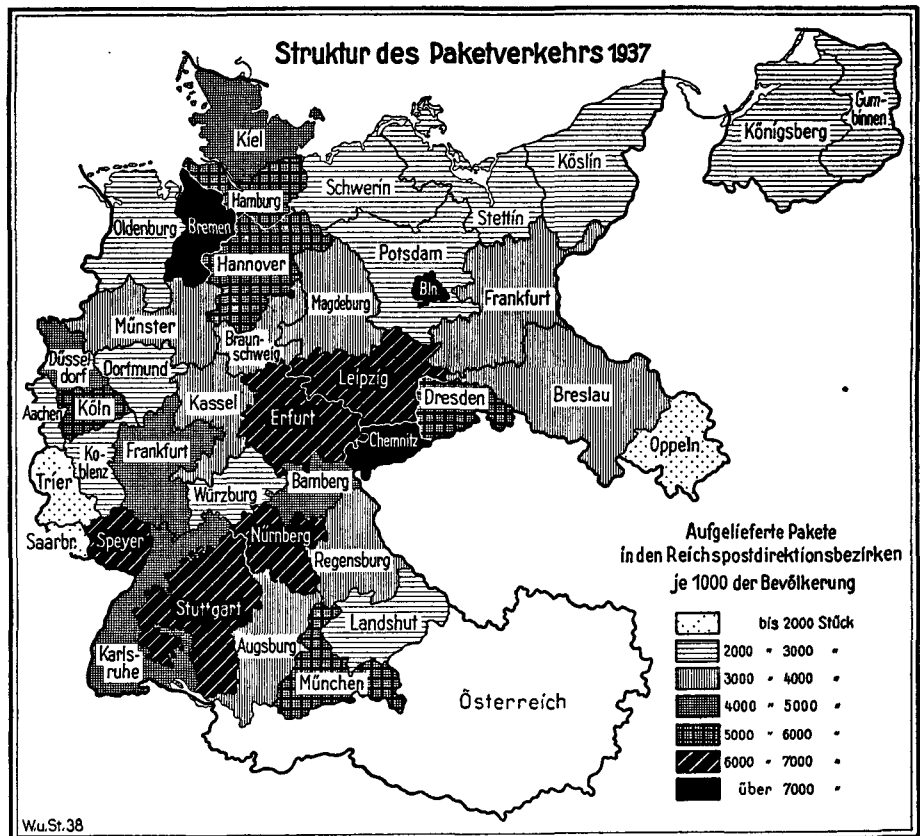 Struktur des Paketverkehrs 1937
Kiel
Hamburg
Schwerin
Stettin
Köslin
Königsberg
Gum-
binnen
Oldenburg
Bremen
Hannover
Potsdam
Bln
Frankfurt
Magdeburg
Münster
Braun-
schweig
Düssel
dorf
Dortmund
Kassel
Leipzig
Dresden
Breslau
Oppeln
Aachen
Köln
Erfurt
Chemnitz
Ko-
blenz
Frankfurt
Trier
Würzburg
Bamberg
Saarbr.
Speyer
Nürnberg
Regensburg
Stuttgart
Landshut
Karls-
ruhe
Augsburg
München
Österreich
Aufgelieferte Pakete
in den Reichspostdirektionsbezirken
je 1000 der Bevölkerung
bis 2000 Stück
2000 " 3000 "
3000 " 4000 "
4000 " 5000 "
5000 " 6000 "
6000 " 7000 "
über 7000 "
W.u.St.38